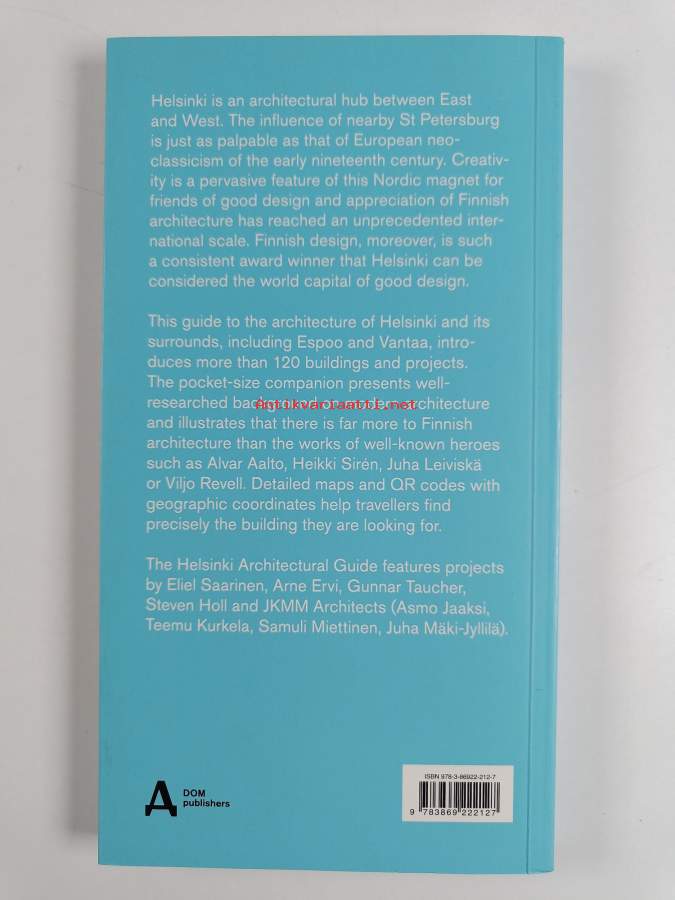 Helsinki is an architectural hub between East
and West. The influence of nearby St Petersburg
is just as palpable as that of European neo-
classicism of the early nineteenth century. Creativ-
ity is a pervasive feature of this Nordic magnet for
friends of good design and appreciation of Finnish
architecture has reached an unprecedented inter-
national scale. Finnish design, moreover, is such
a consistent award winner that Helsinki can be
considered the world capital of good design.
This guide to the architecture of Helsinki and its
surrounds, including Espoo and Vantaa, intro-
duces more than 120 buildings and projects.
The pocket-size companion presents well-
researched architecture
Antikvariaatti.net
and illustrates that there is far more to Finnish
architecture than the works of well-known heroes
such as Alvar Aalto, Heikki Sirén, Juha Leiviskä
or Viljo Revell. Detailed maps and QR codes with
geographic coordinates help travellers find
precisely the building they are looking for.
The Helsinki Architectural Guide features projects
by Eliel Saarinen, Arne Ervi, Gunnar Taucher,
Steven Holl and JKMM Architects (Asmo Jaaksi,
Teemu Kurkela, Samuli Miettinen, Juha Mäki-Jyllilä).
ISBN 978-3-86922-212-7
9 783869 222127
DOM
publishers